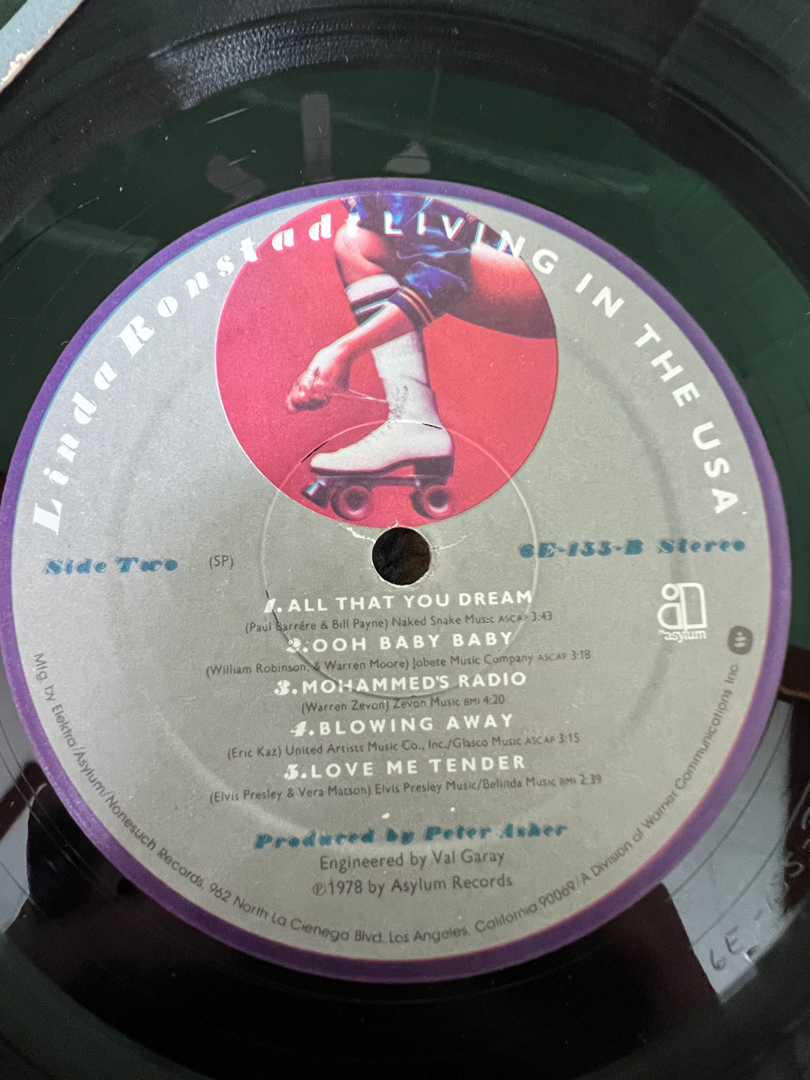 Linda Ronstadt LIVING IN THE USA
Side Two (SP) 6E-155-B Stereo
1. ALL THAT YOU DREAM
(Paul Barrére & Bill Payne) Naked Snake Music ASCAP 3:43
2. OOH BABY BABY
(William Robinson, & Warren Moore) Jobete Music Company ASCAP 3:18
3. MOHAMMED'S RADIO
(Warren Zevon) Zevon Music BMI 4:20
4. BLOWING AWAY
(Eric Kaz) United Artists Music Co., Inc./Glasco Music ASCAP 3:15
5. LOVE ME TENDER
(Elvis Presley & Vera Matson) Elvis Presley Music/Belinda Music BMI 2:39
asylum
Produced by Peter Asher
Engineered by Val Garay
℗1978 by Asylum Records
Mfg. by Elektra/Asylum/Nonesuch Records, 962 North La Cienega Blvd. Los Angeles, California 90069/A Division of Warner Communications Inc.
6E-155-